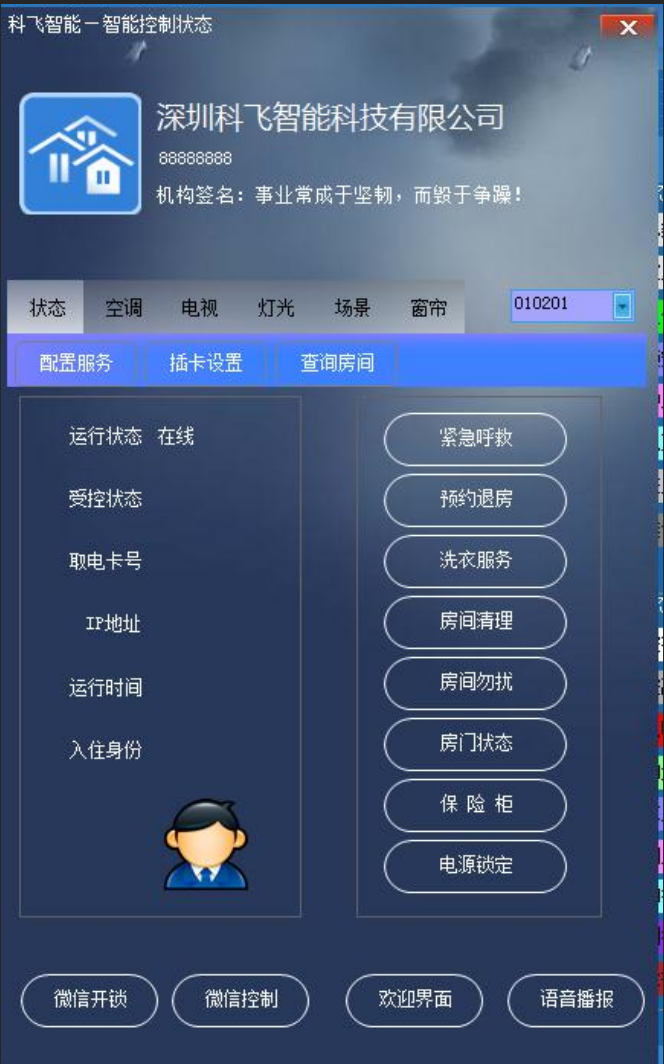 科飞智能－智能控制状态
深圳科飞智能科技有限公司
88888888
机构签名：事业常成于坚韧，而毁于争躁！
状态 空调 电视 灯光 场景 窗帘 010201
配置服务 插卡设置 查询房间
运行状态 在线
受控状态
取电卡号
IP地址
运行时间
入住身份
紧急呼救
预约退房
洗衣服务
房间清理
房间勿扰
房门状态
保 险 柜
电源锁定
微信开锁 微信控制 欢迎界面 语音播报